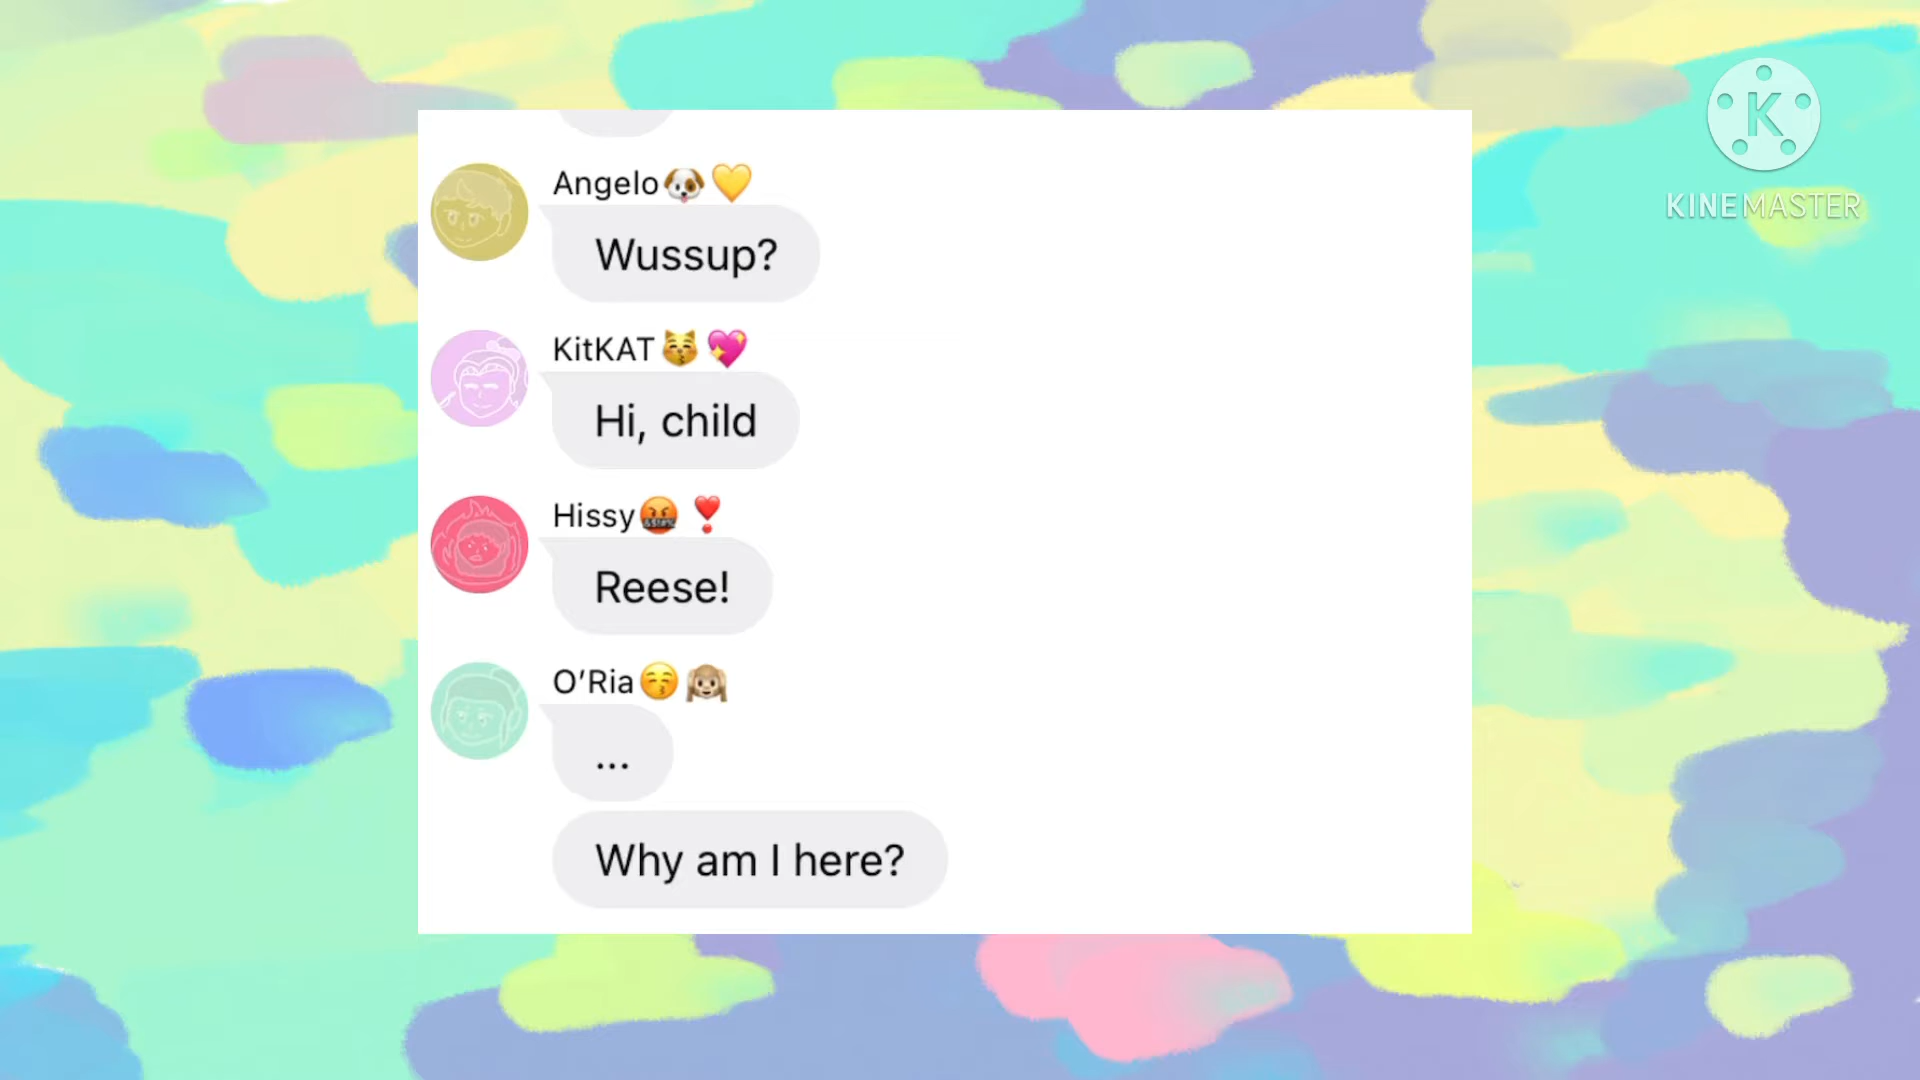 Angelo🐶💛
Wussup?
KitKAT😽💖
Hi, child
Hissy🤬❣️
Reese!
O’Ria😚🙉
...
Why am I here?
K
KINEMASTER